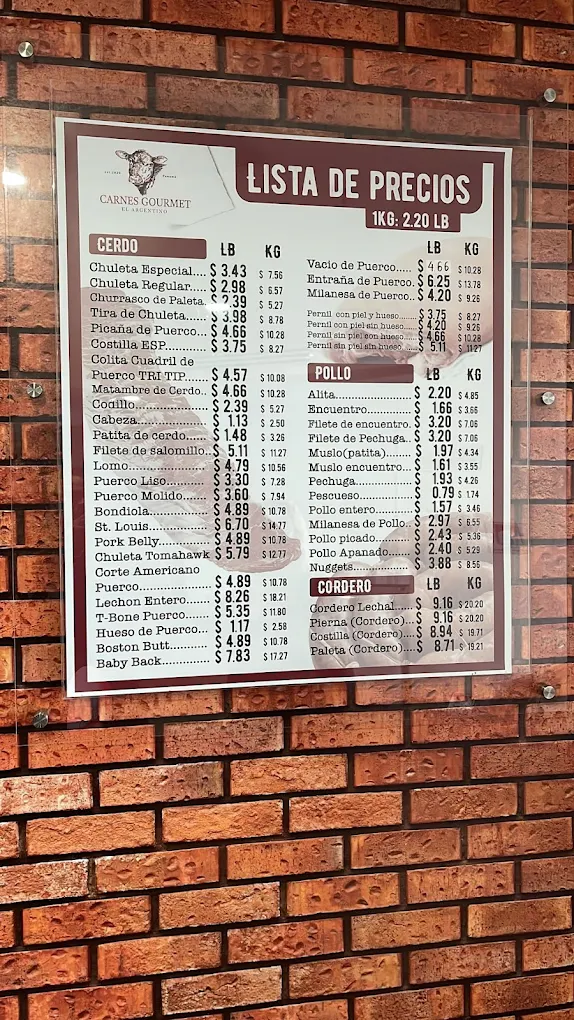 LISTA DE PRECIOS
1KG: 2.20 LB
CARNES GOURMET
EL ARGENTINO
CERDO LB KG
Chuleta Especial.... $ 3.43 $ 7.56
Chuleta Regular..... $ 2.98 $ 6.57
Churrasco de Paleta.. $ 2.39 $ 5.27
Tira de Chuleta...... $ 3.98 $ 8.78
Picaña de Puerco... $ 4.66 $ 10.28
Costilla ESP........... $ 3.75 $ 8.27
Colita Cuadril de
Puerco TRI TIP....... $ 4.57 $ 10.08
Matambre de Cerdo.. $ 4.66 $ 10.28
Codillo................. $ 2.39 $ 5.27
Cabeza................. $ 1.13 $ 2.50
Patita de cerdo...... $ 1.48 $ 3.26
Filete de salomillo.. $ 5.11 $ 11.27
Lomo................... $ 4.79 $ 10.56
Puerco Liso........... $ 3.30 $ 7.28
Puerco Molido....... $ 3.60 $ 7.94
Bondiola............... $ 4.89 $ 10.78
St. Louis............... $ 6.70 $ 14.77
Pork Belly............. $ 4.89 $ 10.78
Chuleta Tomahawk $ 5.79 $ 12.77
Corte Americano
Puerco.................. $ 4.89 $ 10.78
Lechon Entero....... $ 8.26 $ 18.21
T-Bone Puerco....... $ 5.35 $ 11.80
Hueso de Puerco... $ 1.17 $ 2.58
Boston Butt........... $ 4.89 $ 10.78
Baby Back............. $ 7.83 $ 17.27
LB KG
Vacio de Puerco..... $ 4.66 $ 10.28
Entraña de Puerco. $ 6.25 $ 13.78
Milanesa de Puerco.. $ 4.20 $ 9.26
Pernil con piel y hueso...... $ 3.75 $ 8.27
Pernil con piel sin hueso..... $ 4.20 $ 9.26
Pernil sin piel con hueso..... $ 4.66 $ 10.28
Pernil sin piel sin hueso..... $ 5.11 $ 11.27
POLLO LB KG
Alita..................... $ 2.20 $ 4.85
Encuentro............. $ 1.66 $ 3.66
Filete de encuentro. $ 3.20 $ 7.06
Filete de Pechuga.. $ 3.20 $ 7.06
Muslo(patita)......... $ 1.97 $ 4.34
Muslo encuentro... $ 1.61 $ 3.55
Pechuga................ $ 1.93 $ 4.26
Pescueso............... $ 0.79 $ 1.74
Pollo entero........... $ 1.57 $ 3.46
Milanesa de Pollo.. $ 2.97 $ 6.55
Pollo picado........... $ 2.43 $ 5.36
Pollo Apanado....... $ 2.40 $ 5.29
Nuggets................ $ 3.88 $ 8.56
CORDERO LB KG
Cordero Lechal...... $ 9.16 $ 20.20
Pierna (Cordero).... $ 9.16 $ 20.20
Costilla (Cordero)... $ 8.94 $ 19.71
Paleta (Cordero).... $ 8.71 $ 19.21